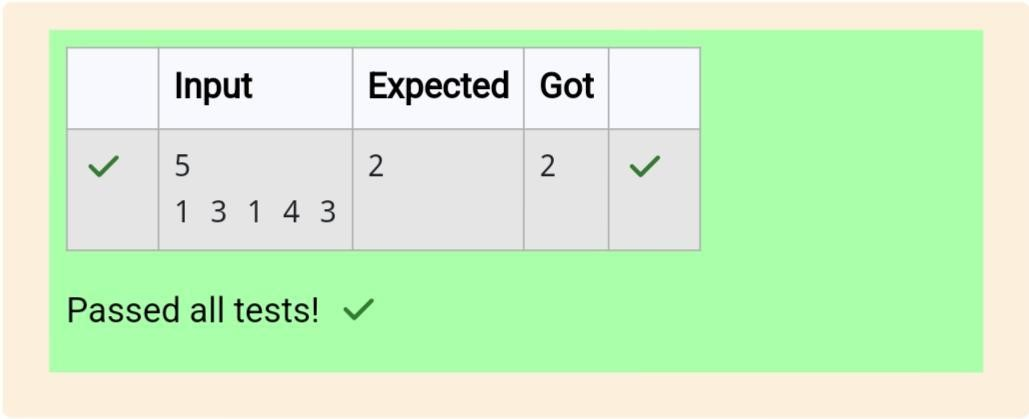 Input Expected Got
5 2 2
1 3 1 4 3
Passed all tests!